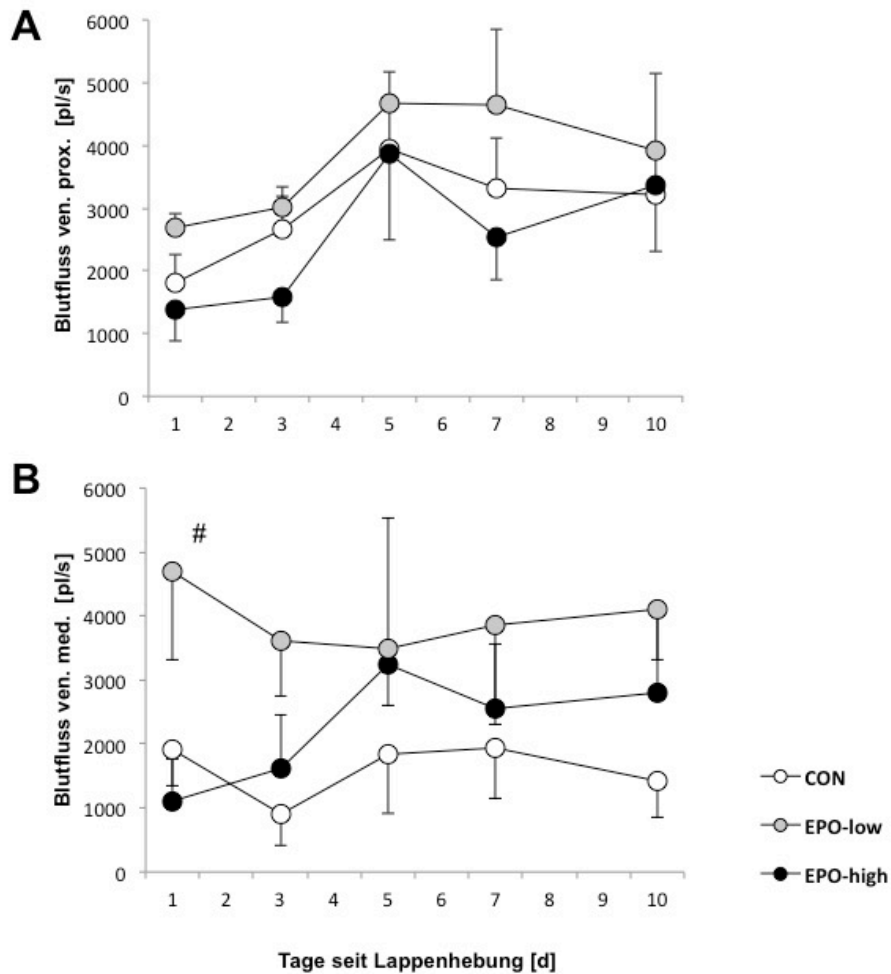 A
Blutfluss ven. prox. [pl/s]
6000
5000
4000
3000
2000
1000
0
1 2 3 4 5 6 7 8 9 10
B
Blutfluss ven. med. [pl/s]
6000
5000
4000
3000
2000
1000
0
#
1 2 3 4 5 6 7 8 9 10
Tage seit Lappenhebung [d]
CON
EPO-low
EPO-high